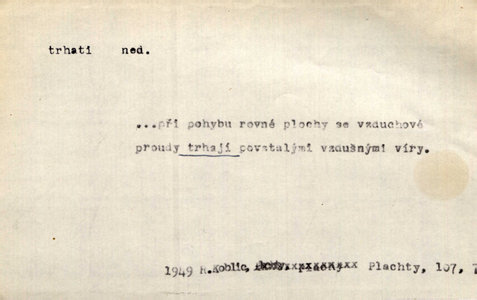 trhati ned.
...při pohybu rovné plochy se vzduchové
proudy trhají povstalými vzdušnými víry.
1949 R. Koblic, Plachty, 107,